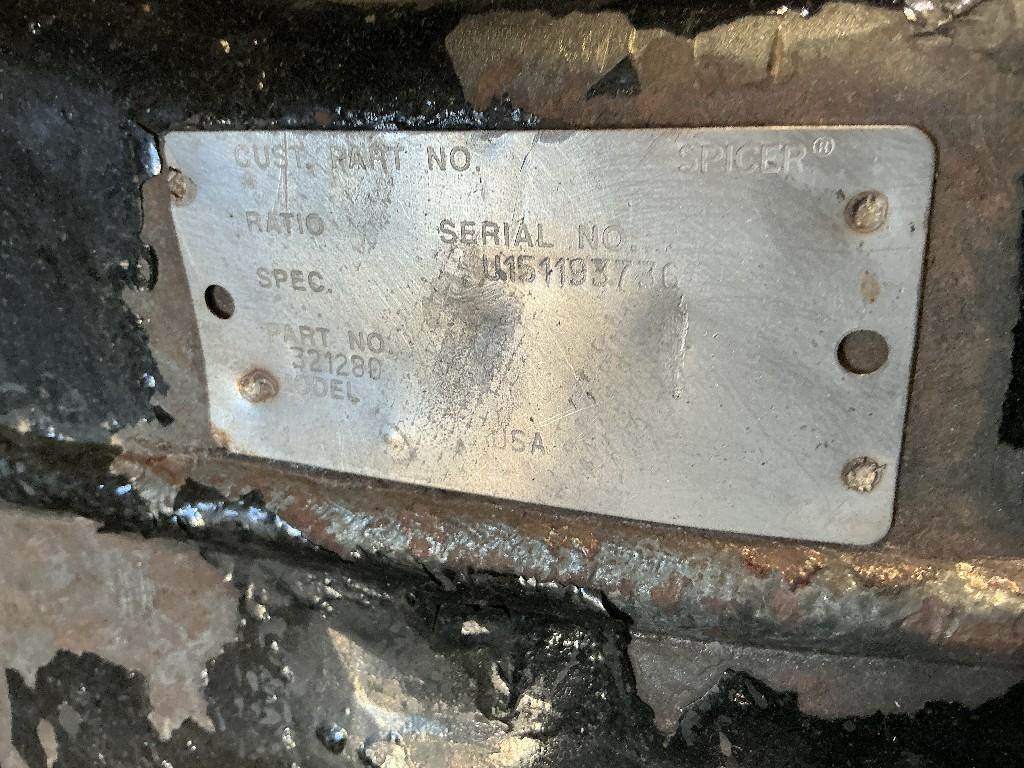 CUST. PART NO. SPICER®
RATIO SERIAL NO.
U151193736
SPEC.
PART NO.
321280
MODEL
USA